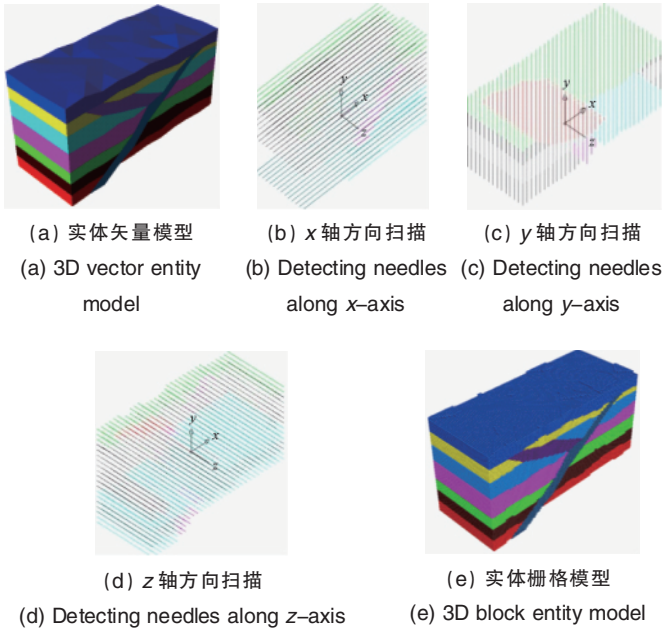 y
x
z
y
x
z
(a) 实体矢量模型
(a) 3D vector entity
model
(b) x 轴方向扫描
(b) Detecting needles
along x–axis
(c) y 轴方向扫描
(c) Detecting needles
along y–axis
y
x
z
(d) z 轴方向扫描
(d) Detecting needles along z–axis
(e) 实体栅格模型
(e) 3D block entity model